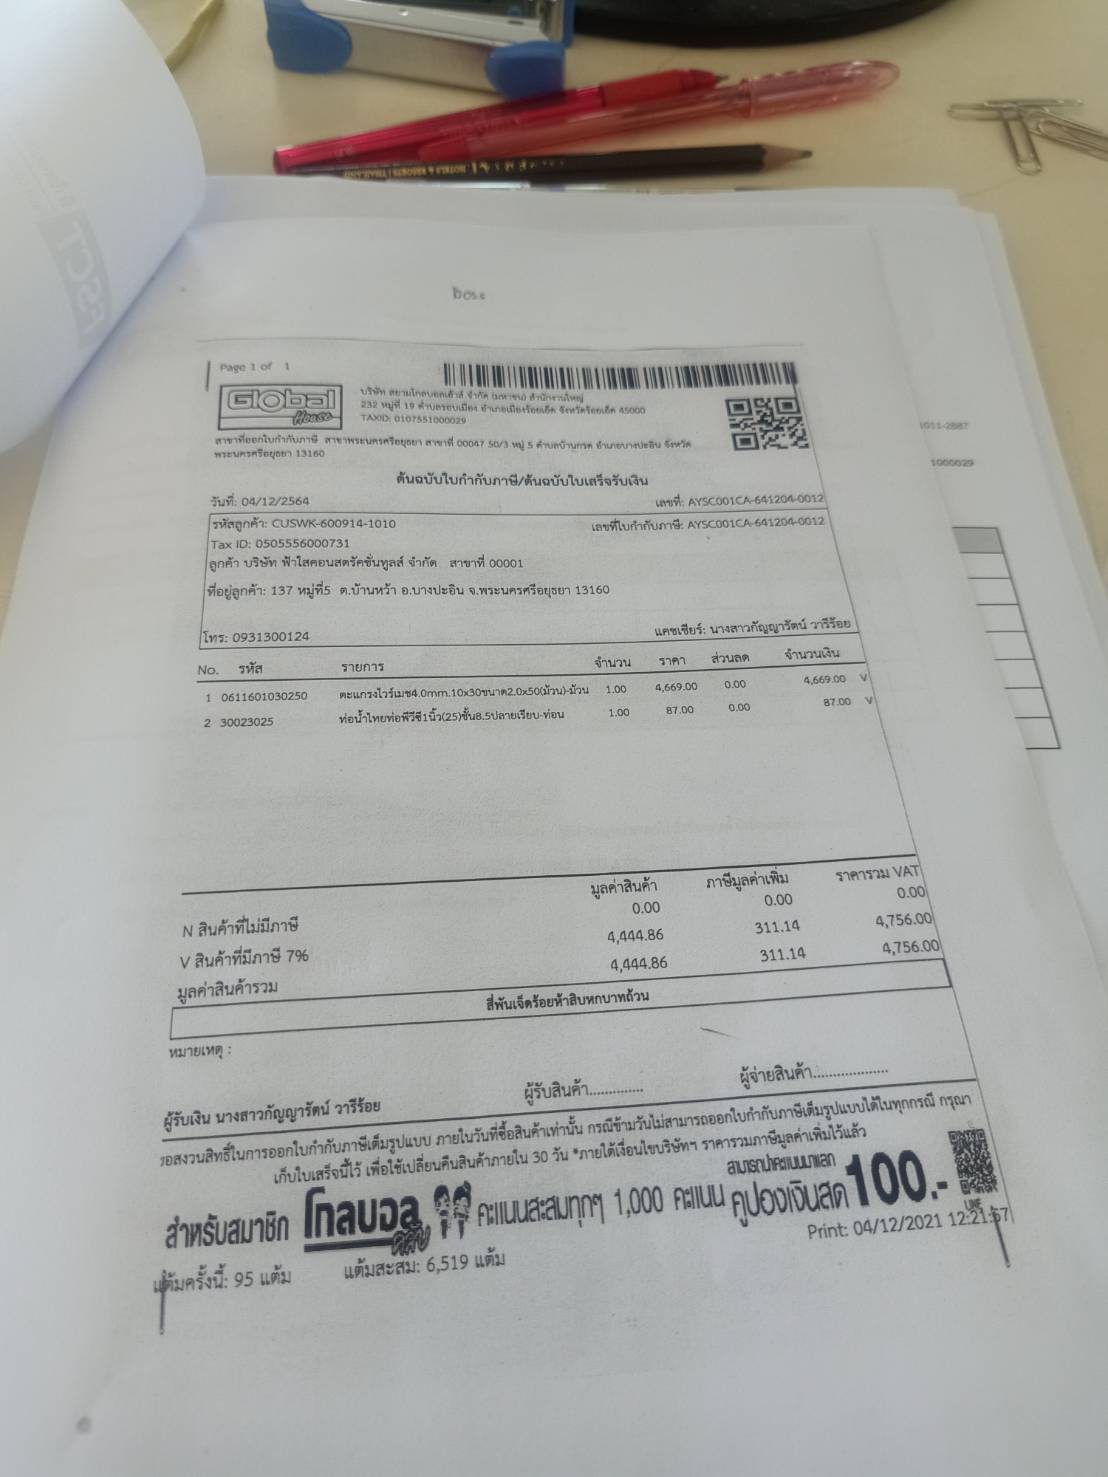 Bose
Page 1 of 1
Global House
บริษัท สยามโกลบอลเฮ้าส์ จำกัด (มหาชน) สำนักงานใหญ่
232 หมู่ที่ 19 ตำบลรอบเมือง อำเภอเมืองร้อยเอ็ด จังหวัดร้อยเอ็ด 45000
TAXID: 0107551000029
สาขาที่ออกใบกำกับภาษี สาขาพระนครศรีอยุธยา สาขาที่ 00047 50/3 หมู่ 5 ตำบลบ้านกรด อำเภอบางปะอิน จังหวัด
พระนครศรีอยุธยา 13160
1011-2887
1000029
ต้นฉบับใบกำกับภาษี/ต้นฉบับใบเสร็จรับเงิน
วันที่: 04/12/2564 เลขที่: AYSC001CA-641204-0012
รหัสลูกค้า: CUSWK-600914-1010 เลขที่ใบกำกับภาษี: AYSC001CA-641204-0012
Tax ID: 0505556000731
ลูกค้า บริษัท ฟ้าใสคอนสตรัคชั่นทูลส์ จำกัด สาขาที่ 00001
ที่อยู่ลูกค้า: 137 หมู่ที่5 ต.บ้านหว้า อ.บางปะอิน จ.พระนครศรีอยุธยา 13160
โทร: 0931300124 แคชเชียร์: นางสาวกัญญารัตน์ วารีร้อย
No. รหัส รายการ จำนวน ราคา ส่วนลด จำนวนเงิน
1 0611601030250 ตะแกรงไวร์เมช4.0mm.10x30ขนาด2.0x50(ม้วน)-ม้วน 1.00 4,669.00 0.00 4,669.00 V
2 30023025 ท่อน้ำไทยท่อพีวีซี1นิ้ว(25)ชั้น8.5ปลายเรียบ-ท่อน 1.00 87.00 0.00 87.00 V
มูลค่าสินค้า ภาษีมูลค่าเพิ่ม ราคารวม VAT
N สินค้าที่ไม่มีภาษี 0.00 0.00 0.00
V สินค้าที่มีภาษี 7% 4,444.86 311.14 4,756.00
มูลค่าสินค้ารวม 4,444.86 311.14 4,756.00
สี่พันเจ็ดร้อยห้าสิบหกบาทถ้วน
หมายเหตุ :
ผู้รับเงิน นางสาวกัญญารัตน์ วารีร้อย ผู้รับสินค้า............. ผู้จ่ายสินค้า...................
ขอสงวนสิทธิ์ในการออกใบกำกับภาษีเต็มรูปแบบ ภายในวันที่ซื้อสินค้าเท่านั้น กรณีข้ามวันไม่สามารถออกใบกำกับภาษีเต็มรูปแบบได้ในทุกกรณี กรุณา
เก็บใบเสร็จนี้ไว้ เพื่อใช้เปลี่ยนคืนสินค้าภายใน 30 วัน *ภายใต้เงื่อนไขบริษัทฯ ราคารวมภาษีมูลค่าเพิ่มไว้แล้ว
สำหรับสมาชิก โกลบอล คลับ คะแนนสะสมทุกๆ 1,000 คะแนน สามารถนำคะแนนมาแลก คูปองเงินสด 100.-
LINE
แต้มครั้งนี้: 95 แต้ม แต้มสะสม: 6,519 แต้ม Print: 04/12/2021 12:21:57